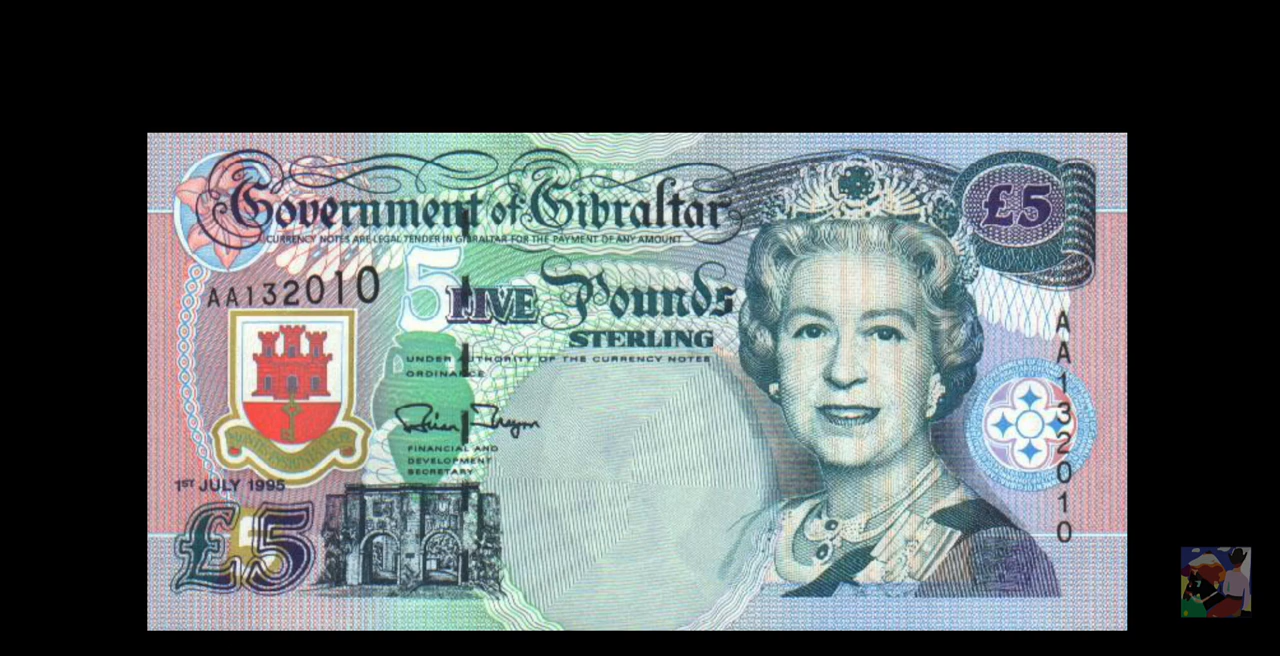 Government of Gibraltar
CURRENCY NOTES ARE LEGAL TENDER IN GIBRALTAR FOR THE PAYMENT OF ANY AMOUNT
£5
AA132010
5
FIVE Pounds
STERLING
UNDER AUTHORITY OF THE CURRENCY NOTES
ORDINANCE
FINANCIAL AND
DEVELOPMENT
SECRETARY
1ST JULY 1995
£5
AA132010